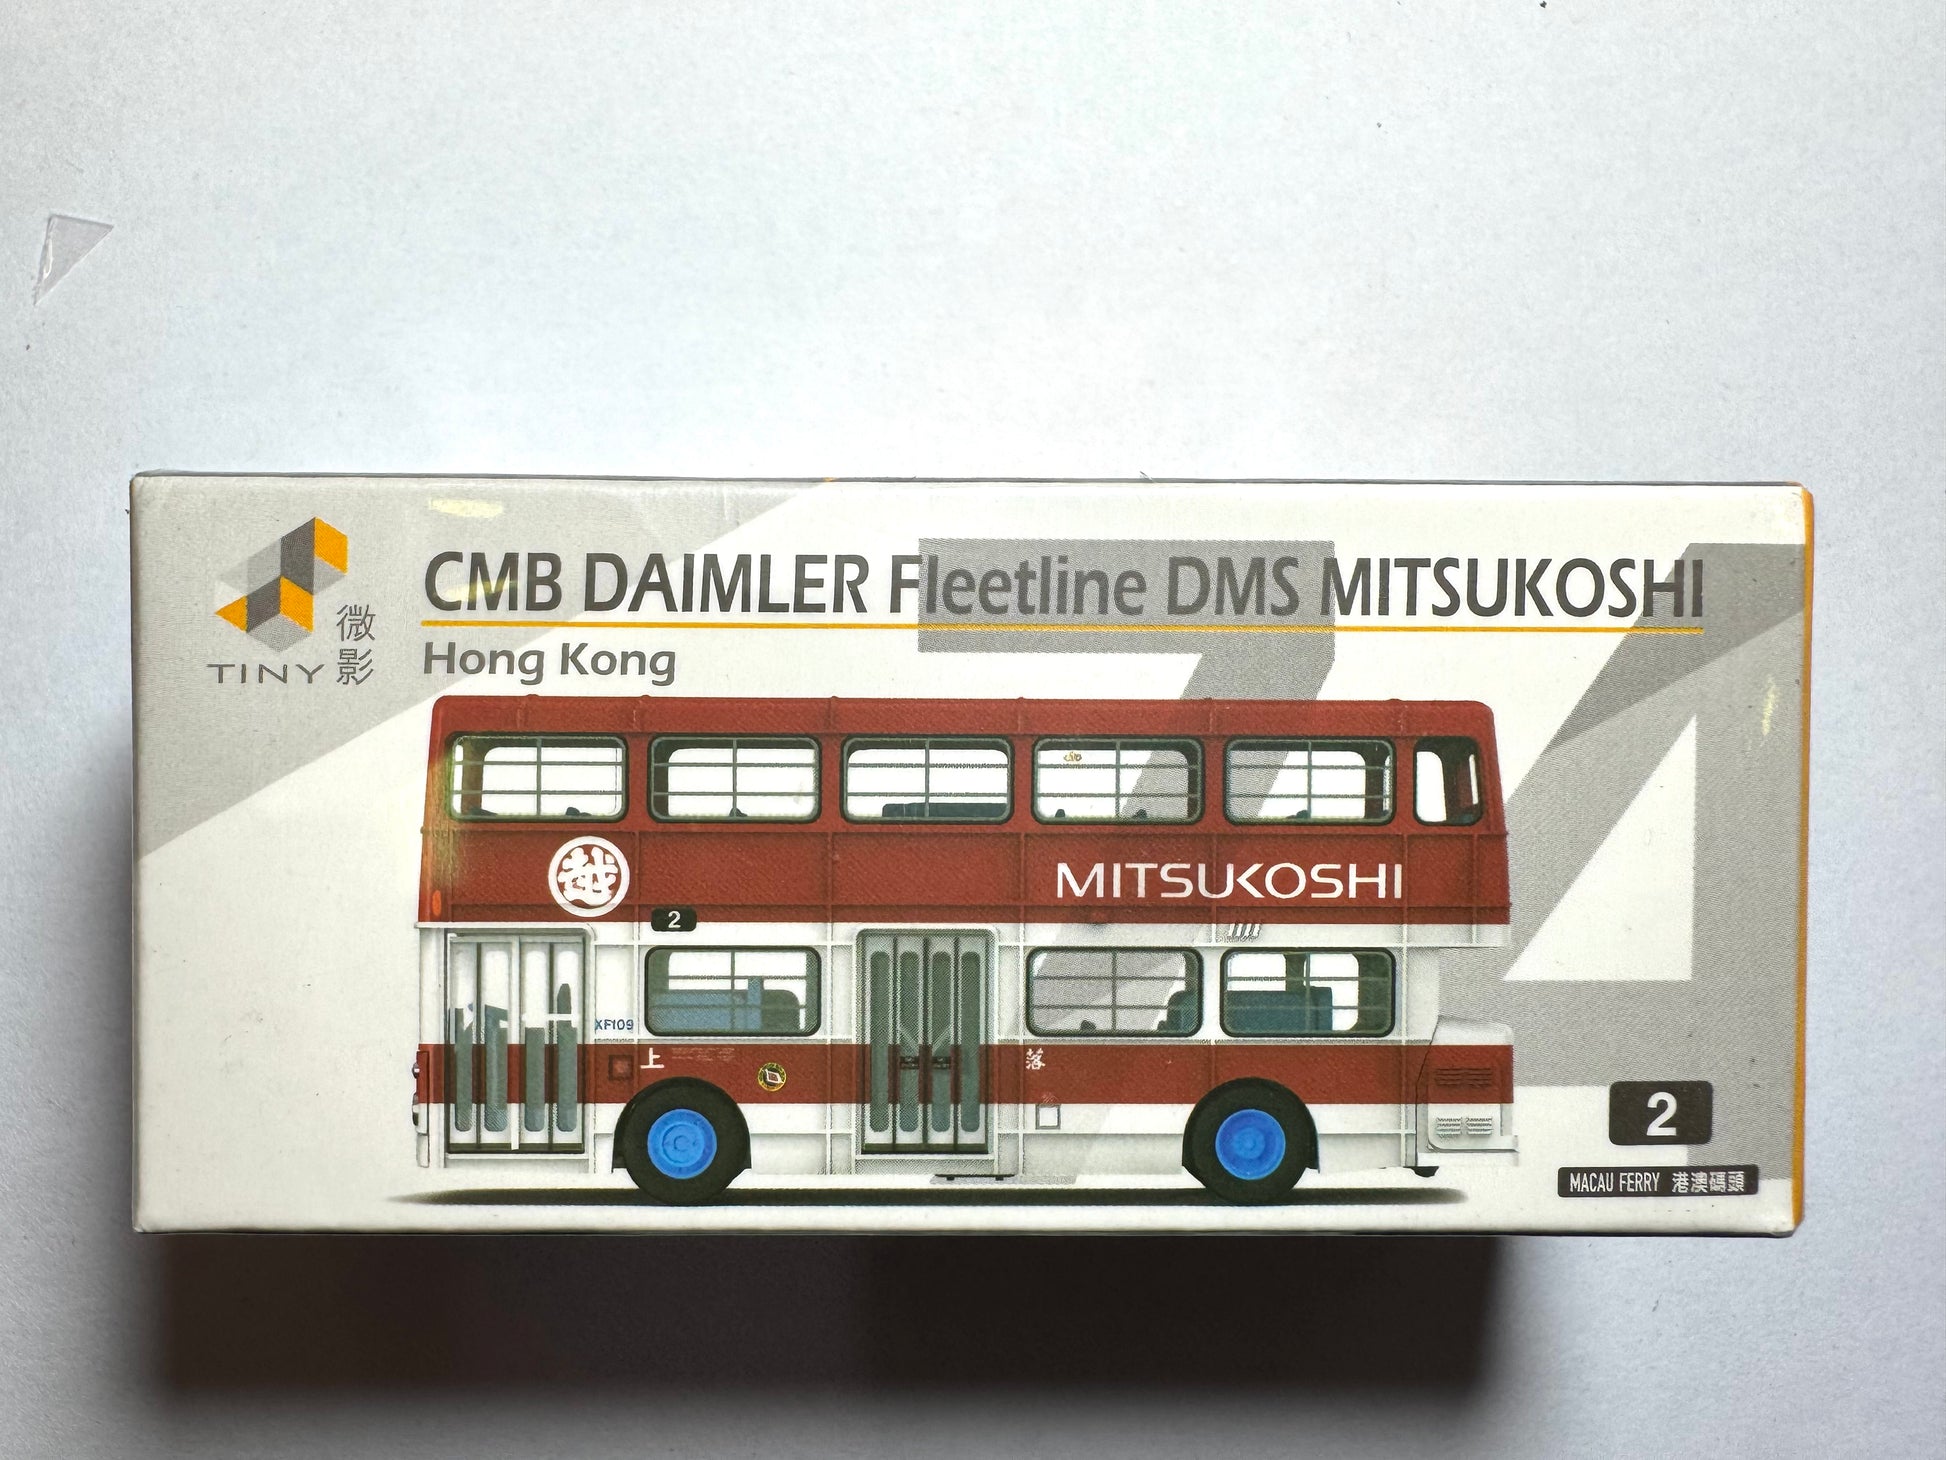 CMB DAIMLER Fleetline DMS MITSUKOSHI
Hong Kong
TINY 微影
74
越
MITSUKOSHI
2
XF109
上
落
2
MACAU FERRY 港澳碼頭